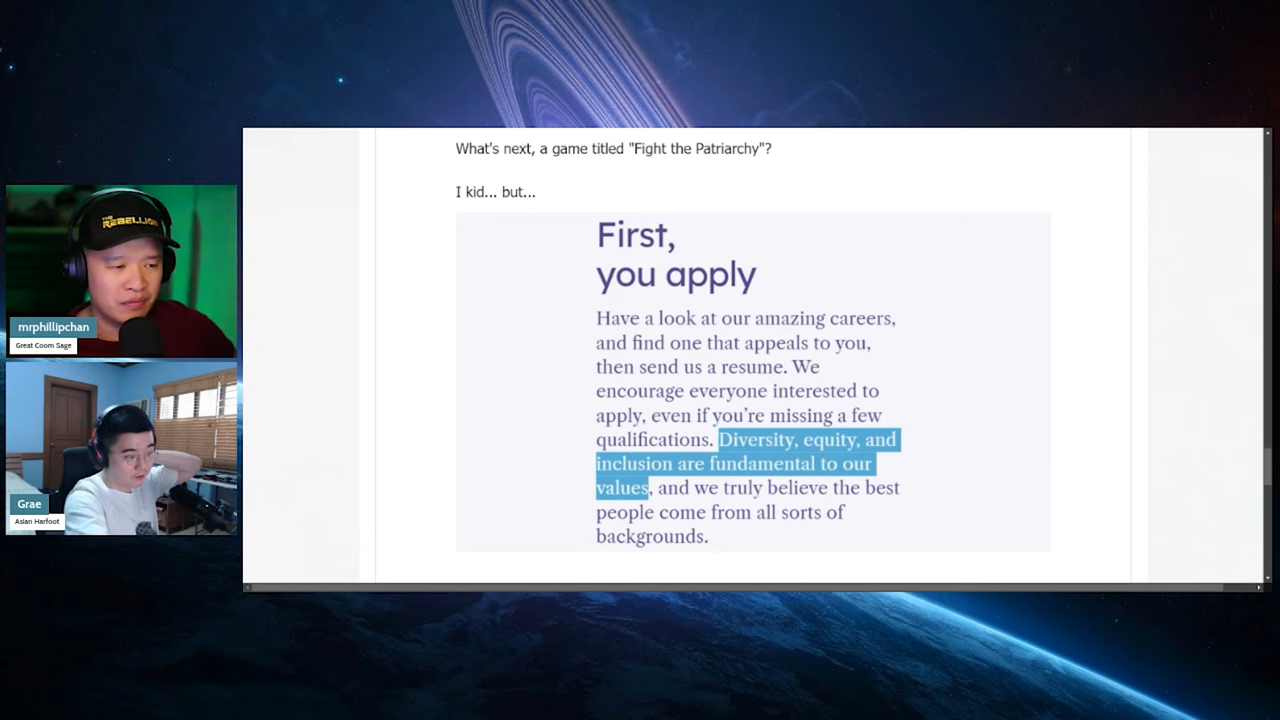 What's next, a game titled "Fight the Patriarchy"?
I kid... but...
First,
you apply
Have a look at our amazing careers,
and find one that appeals to you,
then send us a resume. We
encourage everyone interested to
apply, even if you're missing a few
qualifications. Diversity, equity, and
inclusion are fundamental to our
values, and we truly believe the best
people come from all sorts of
backgrounds.
THE
REBELLION
mrphillipchan
Great Coom Sage
Grae
Asian Harfoot